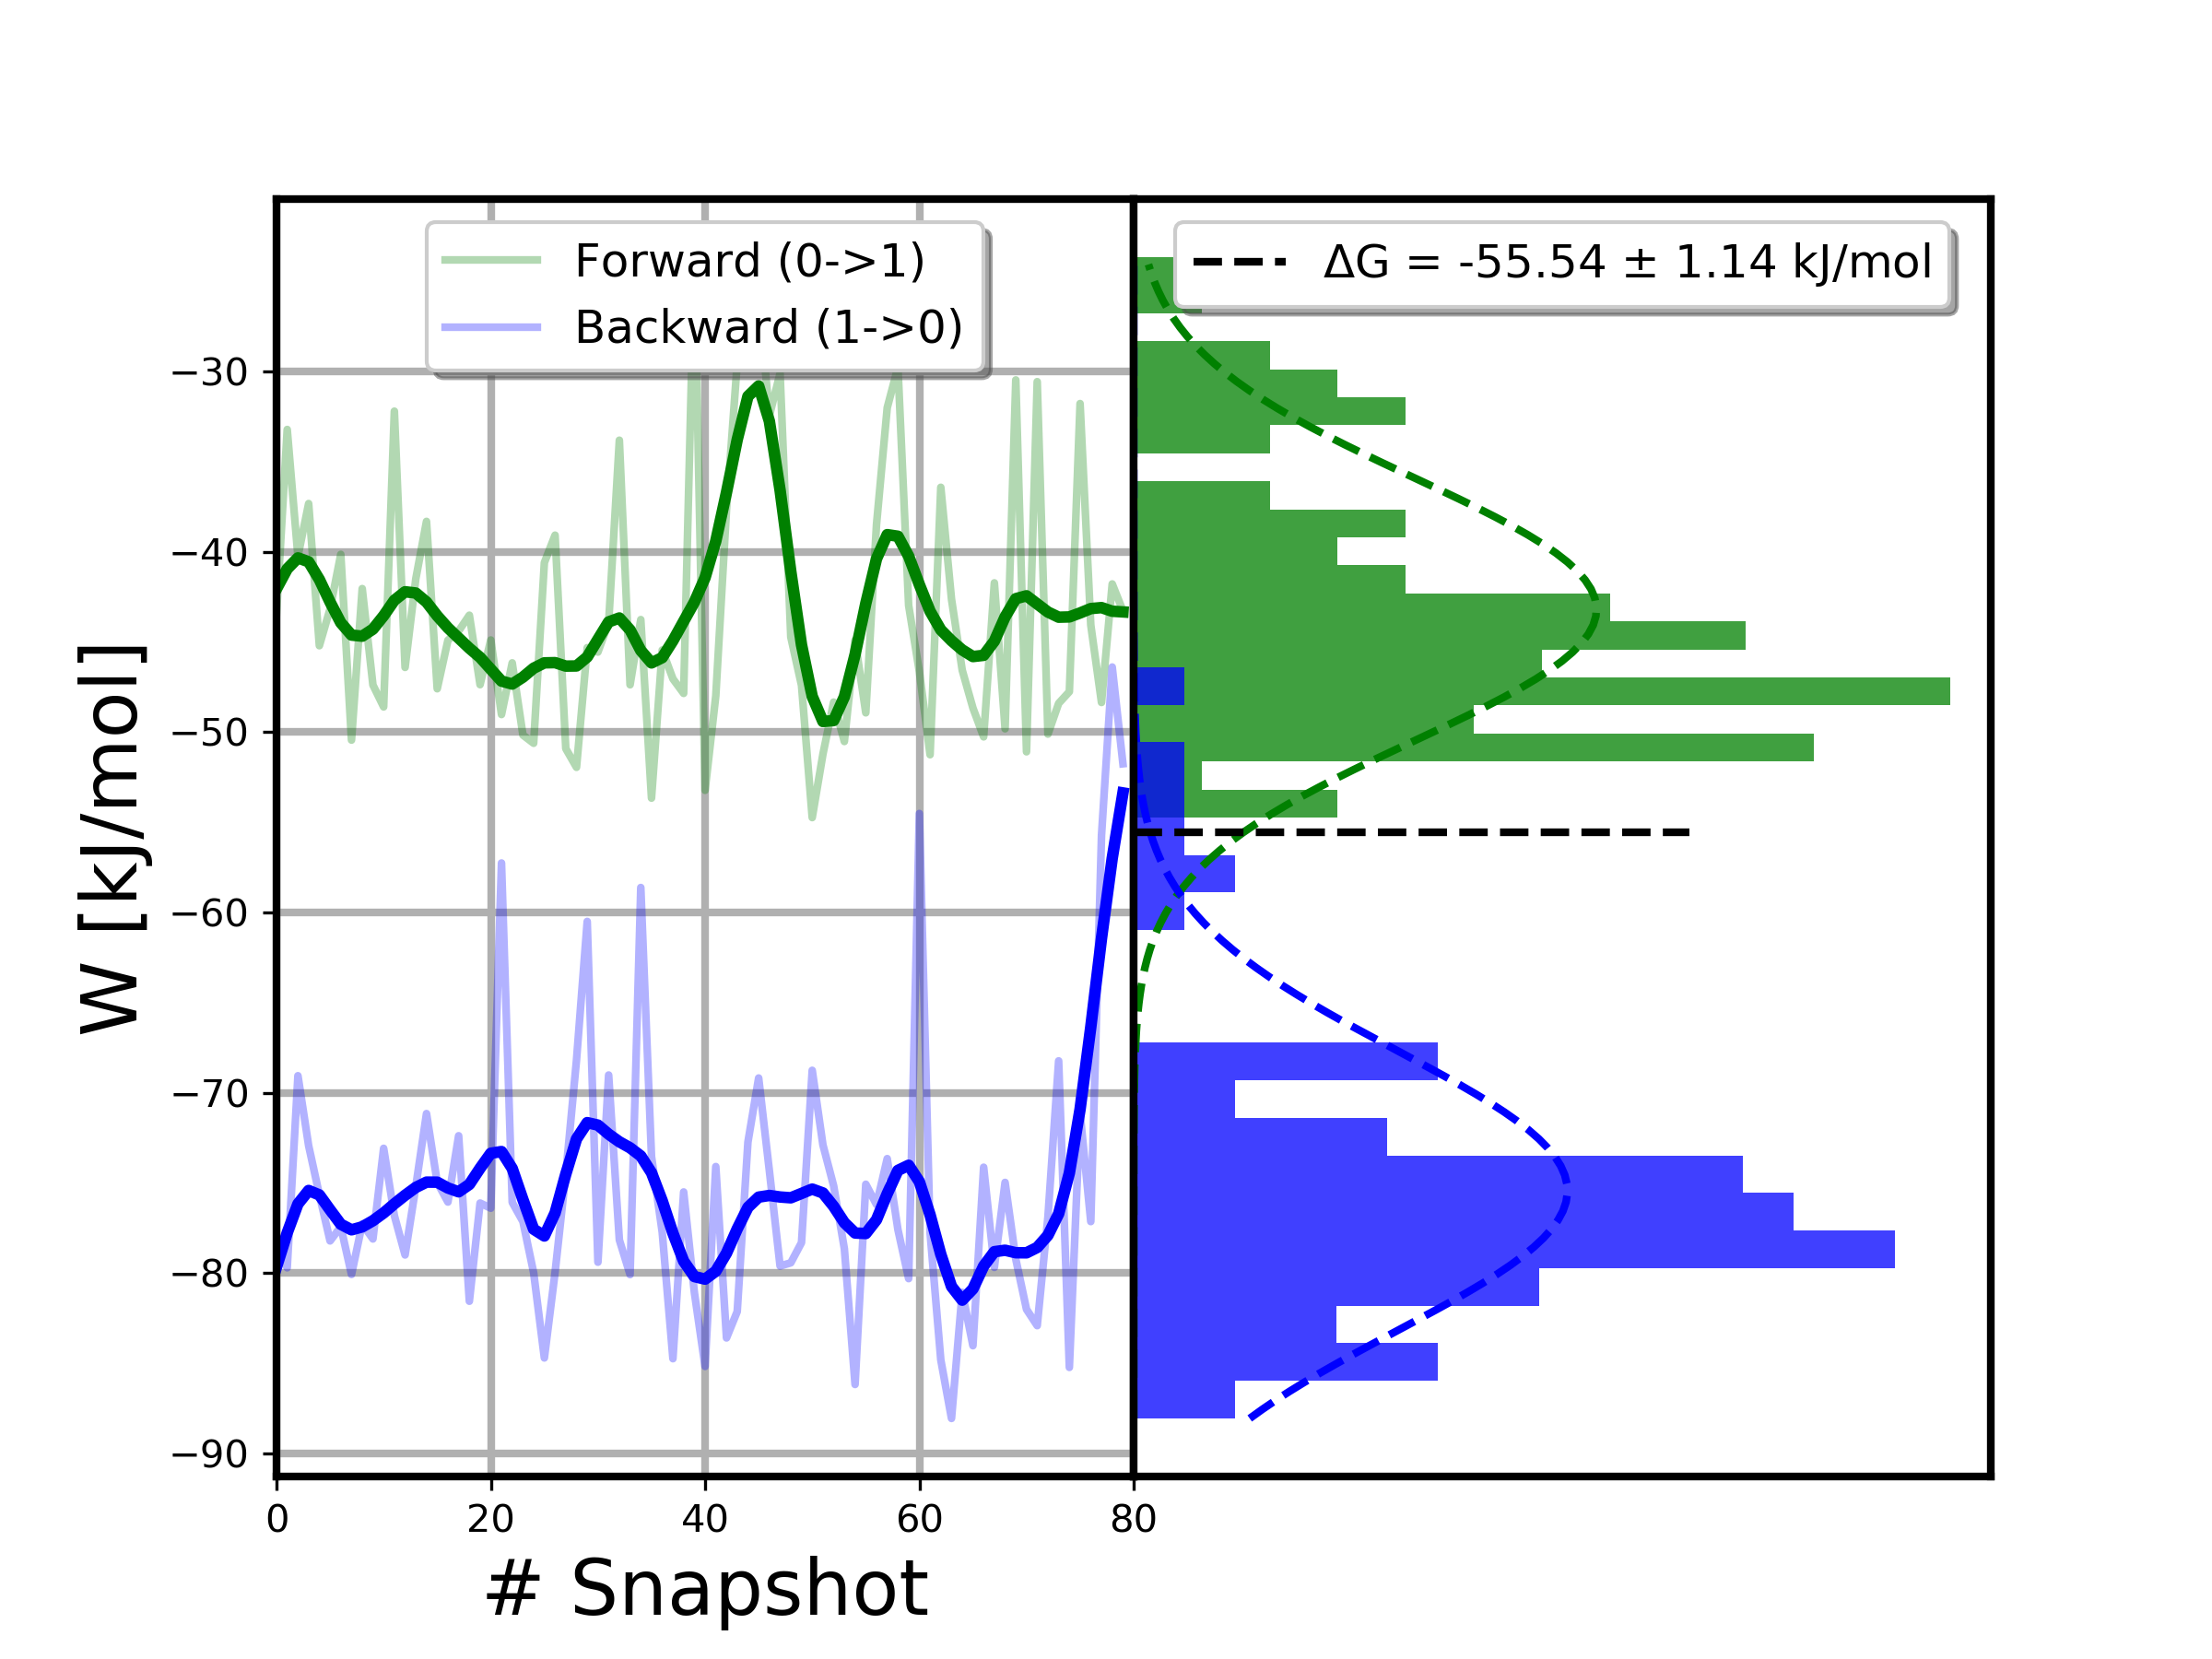 Forward (0->1)
Backward (1->0)
ΔG = -55.54 ± 1.14 kJ/mol
W [kJ/mol]
−30
−40
−50
−60
−70
−80
−90
0 20 40 60 80
# Snapshot